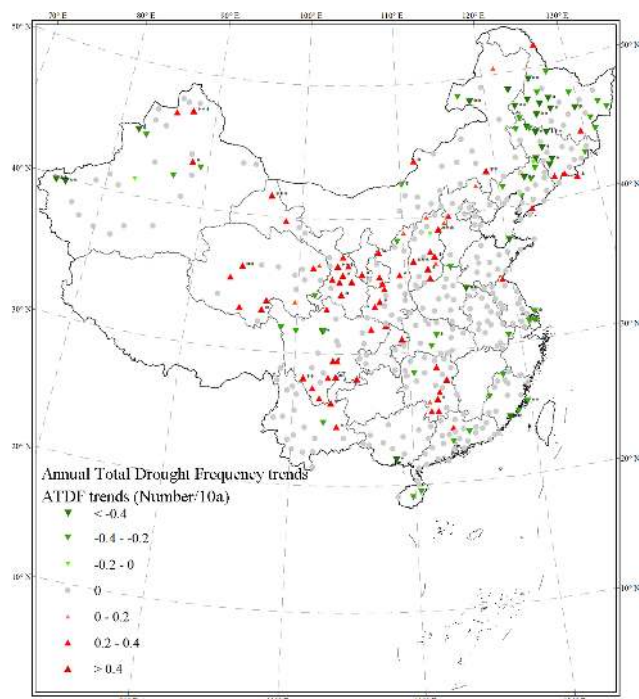 70° E 80° E 90° E 100° E 110° E 120° E 130° E
50° N 50° N
40° N 40° N
30° N 30° N
20° N 20° N
10° N 10° N
Annual Total Drought Frequency trends
ATDF trends (Number/10a)
< -0.4
-0.4 - -0.2
-0.2 - 0
0
0 - 0.2
0.2 - 0.4
> 0.4